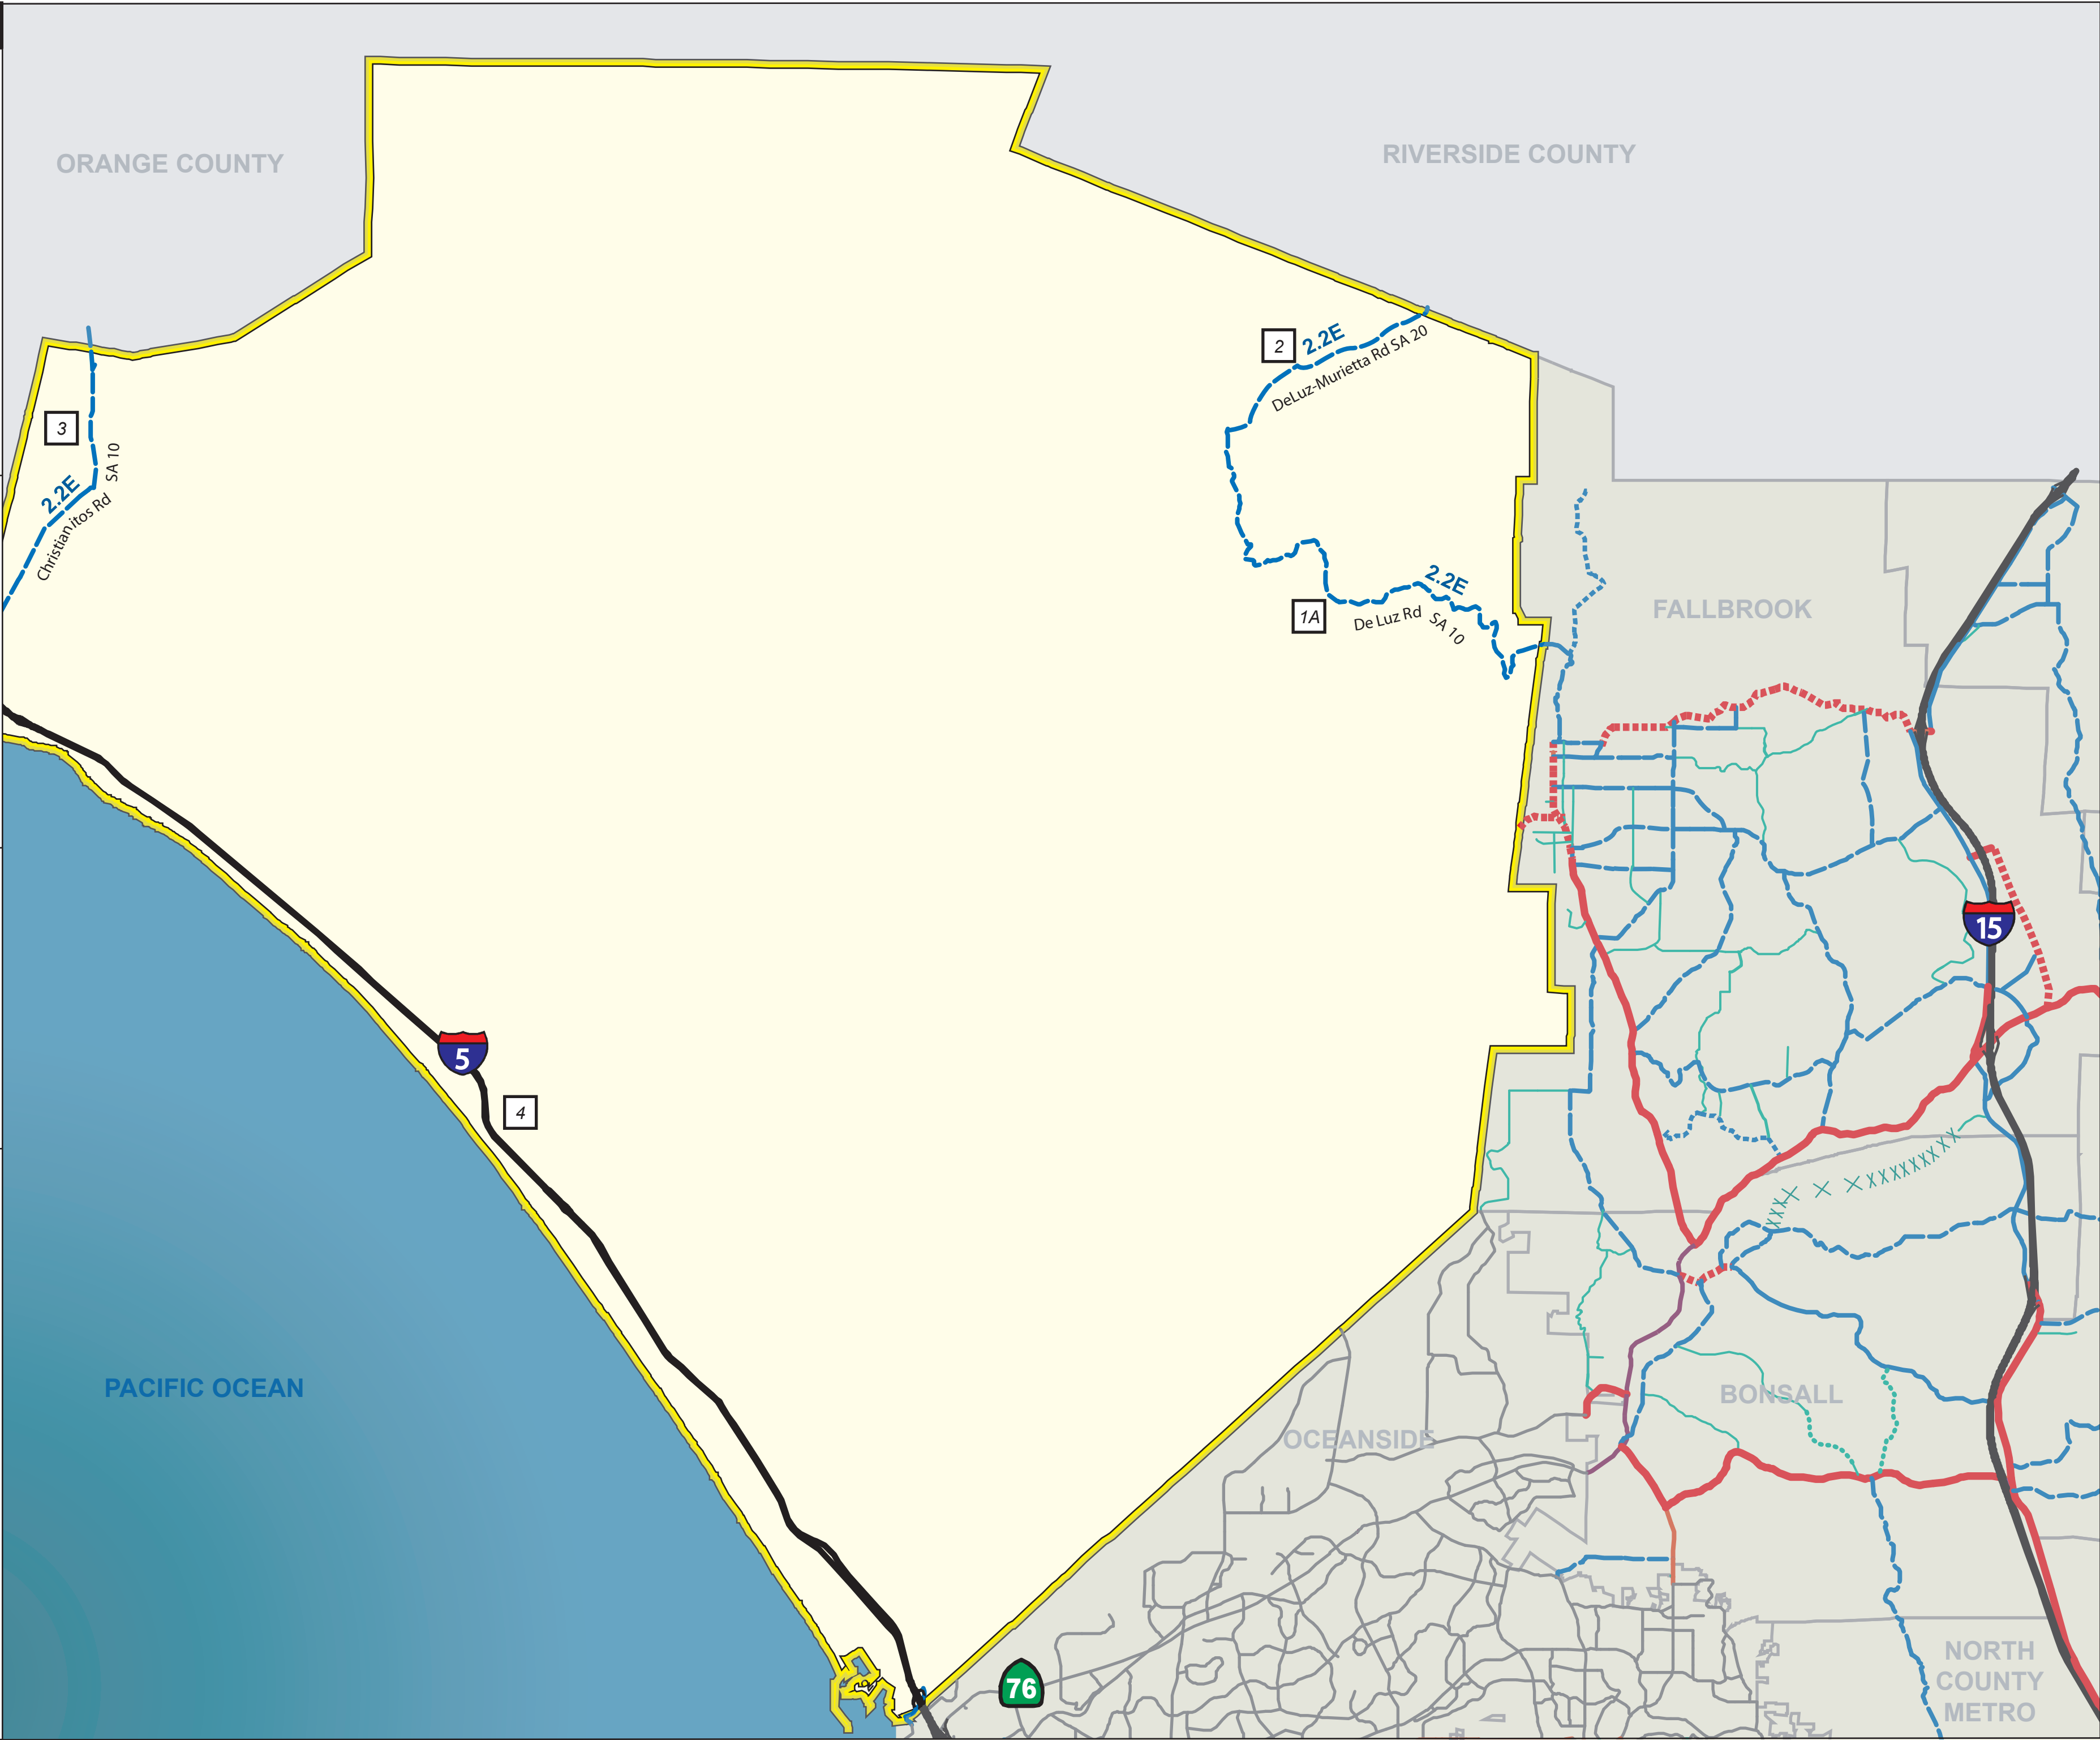 ORANGE COUNTY
RIVERSIDE COUNTY
2
2.2E
DeLuz-Murietta Rd SA 20
3
SA 10
2.2E
Christianitos Rd
2.2E
1A
De Luz Rd
SA 10
FALLBROOK
15
5
4
PACIFIC OCEAN
BONSALL
OCEANSIDE
76
NORTH
COUNTY
METRO